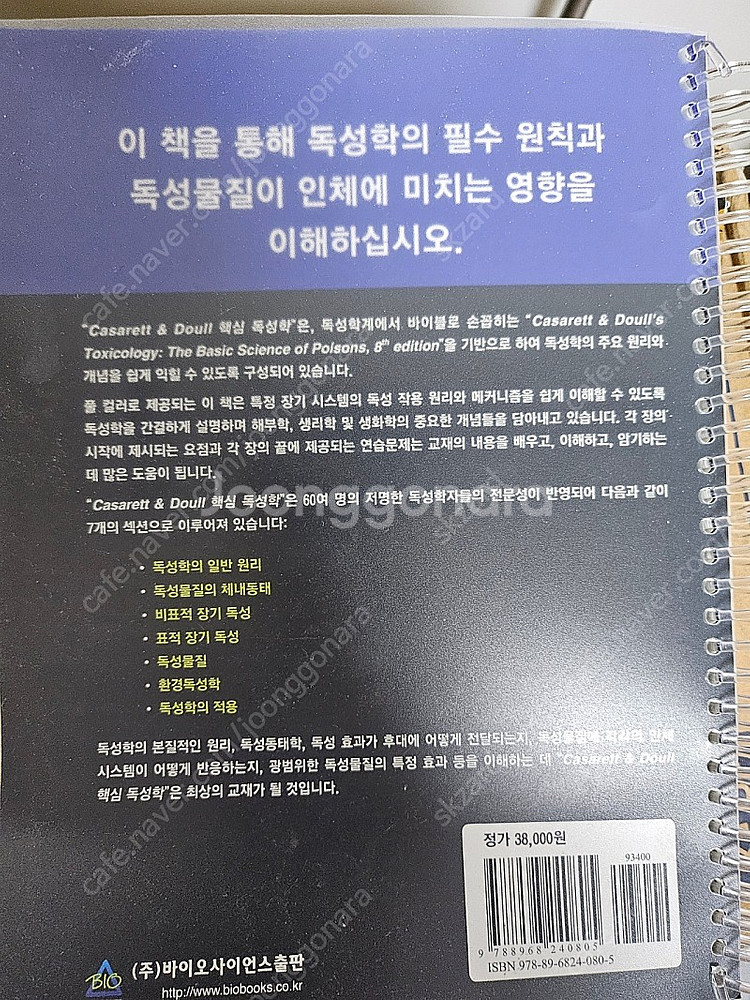 이 책을 통해 독성학의 필수 원칙과
독성물질이 인체에 미치는 영향을
이해하십시오.
"Casarett & Doull 핵심 독성학"은, 독성학계에서 바이블로 손꼽히는 "Casarett & Doull's
Toxicology: The Basic Science of Poisons, 8th edition"을 기반으로 하여 독성학의 주요 원리와
개념을 쉽게 익힐 수 있도록 구성되어 있습니다.
풀 컬러로 제공되는 이 책은 특정 장기 시스템의 독성 작용 원리와 메커니즘을 쉽게 이해할 수 있도록
독성학을 간결하게 설명하며 해부학, 생리학 및 생화학의 중요한 개념들을 담아내고 있습니다. 각 장의
시작에 제시되는 요점과 각 장의 끝에 제공되는 연습문제는 교재의 내용을 배우고, 이해하고, 암기하는
데 많은 도움이 됩니다.
"Casarett & Doull 핵심 독성학"은 60여 명의 저명한 독성학자들의 전문성이 반영되어 다음과 같이
7개의 섹션으로 이루어져 있습니다:
• 독성학의 일반 원리
• 독성물질의 체내동태
• 비표적 장기 독성
• 표적 장기 독성
• 독성물질
• 환경독성학
• 독성학의 적용
독성학의 본질적인 원리, 독성동태학, 독성 효과가 후대에 어떻게 전달되는지, 독성물질에 인체
시스템이 어떻게 반응하는지, 광범위한 독성물질의 특정 효과 등을 이해하는 데 "Casarett & Doull
핵심 독성학"은 최상의 교재가 될 것입니다.
정가 38,000원
93400
9 788968 240805
ISBN 978-89-6824-080-5
BIO (주)바이오사이언스출판
http://www.biobooks.co.kr
Joonggonara
cafe.naver.com/joonggonara
skzard